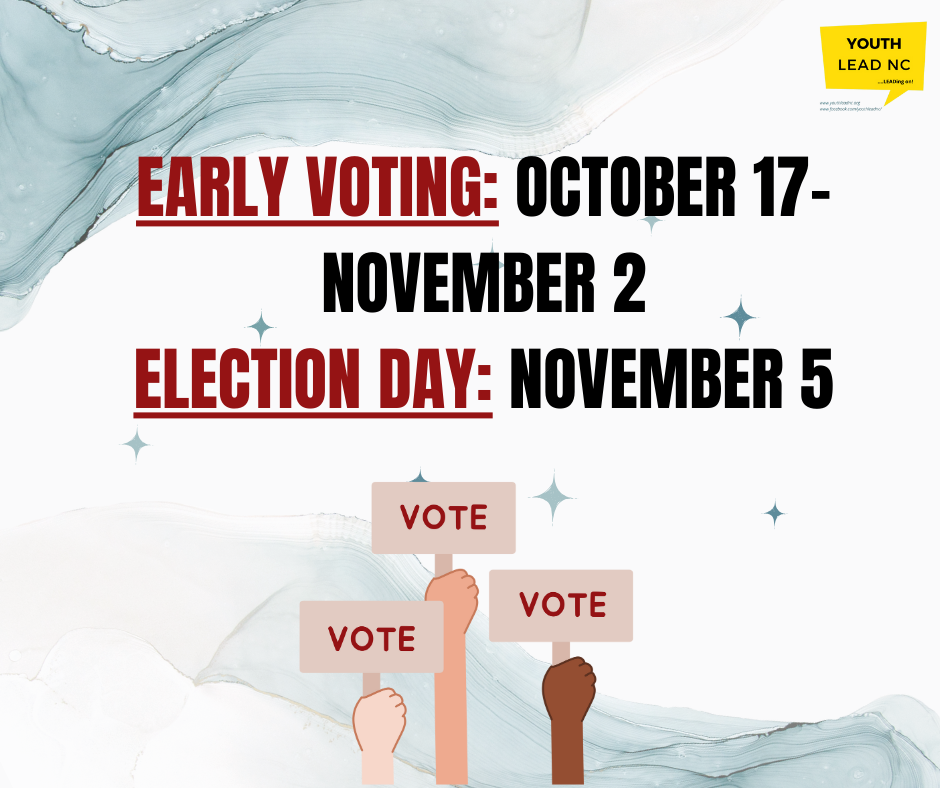 YOUTH
LEAD NC
...LEADing on!
EARLY VOTING: OCTOBER 17-
NOVEMBER 2
ELECTION DAY: NOVEMBER 5
VOTE
VOTE
VOTE